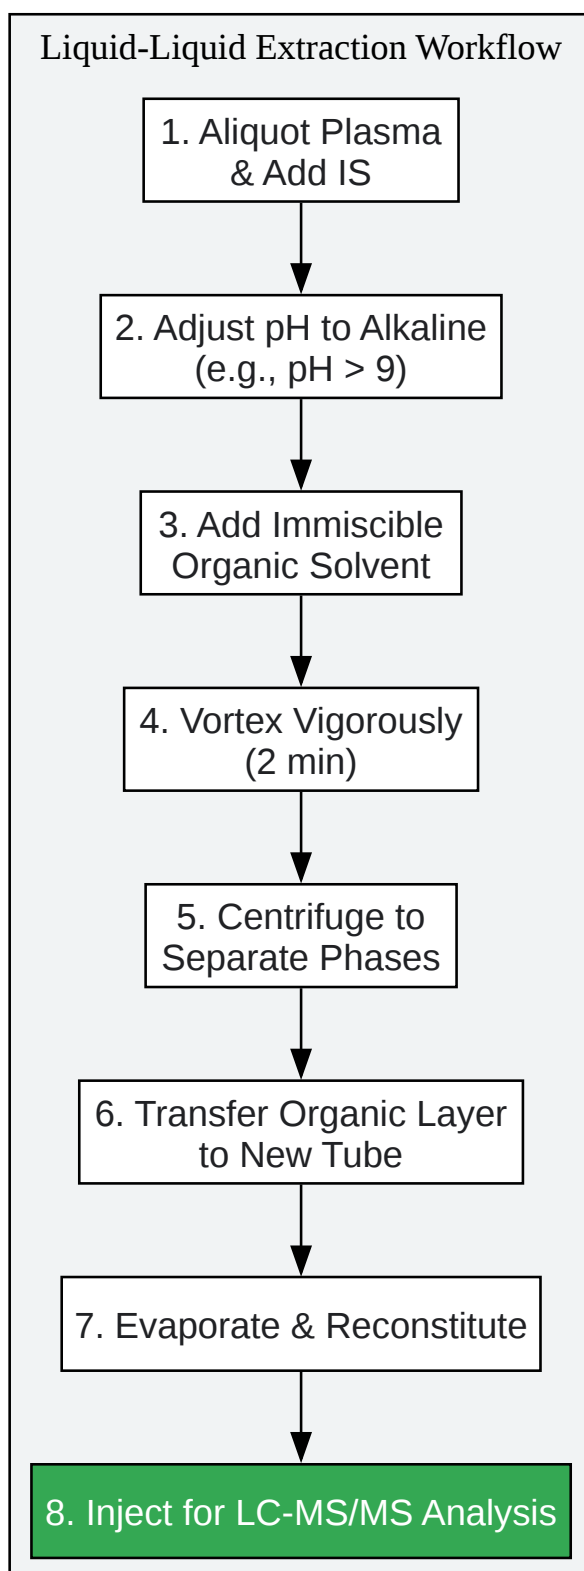 Liquid-Liquid Extraction Workflow
1. Aliquot Plasma
& Add IS
2. Adjust pH to Alkaline
(e.g., pH > 9)
3. Add Immiscible
Organic Solvent
4. Vortex Vigorously
(2 min)
5. Centrifuge to
Separate Phases
6. Transfer Organic Layer
to New Tube
7. Evaporate & Reconstitute
8. Inject for LC-MS/MS Analysis